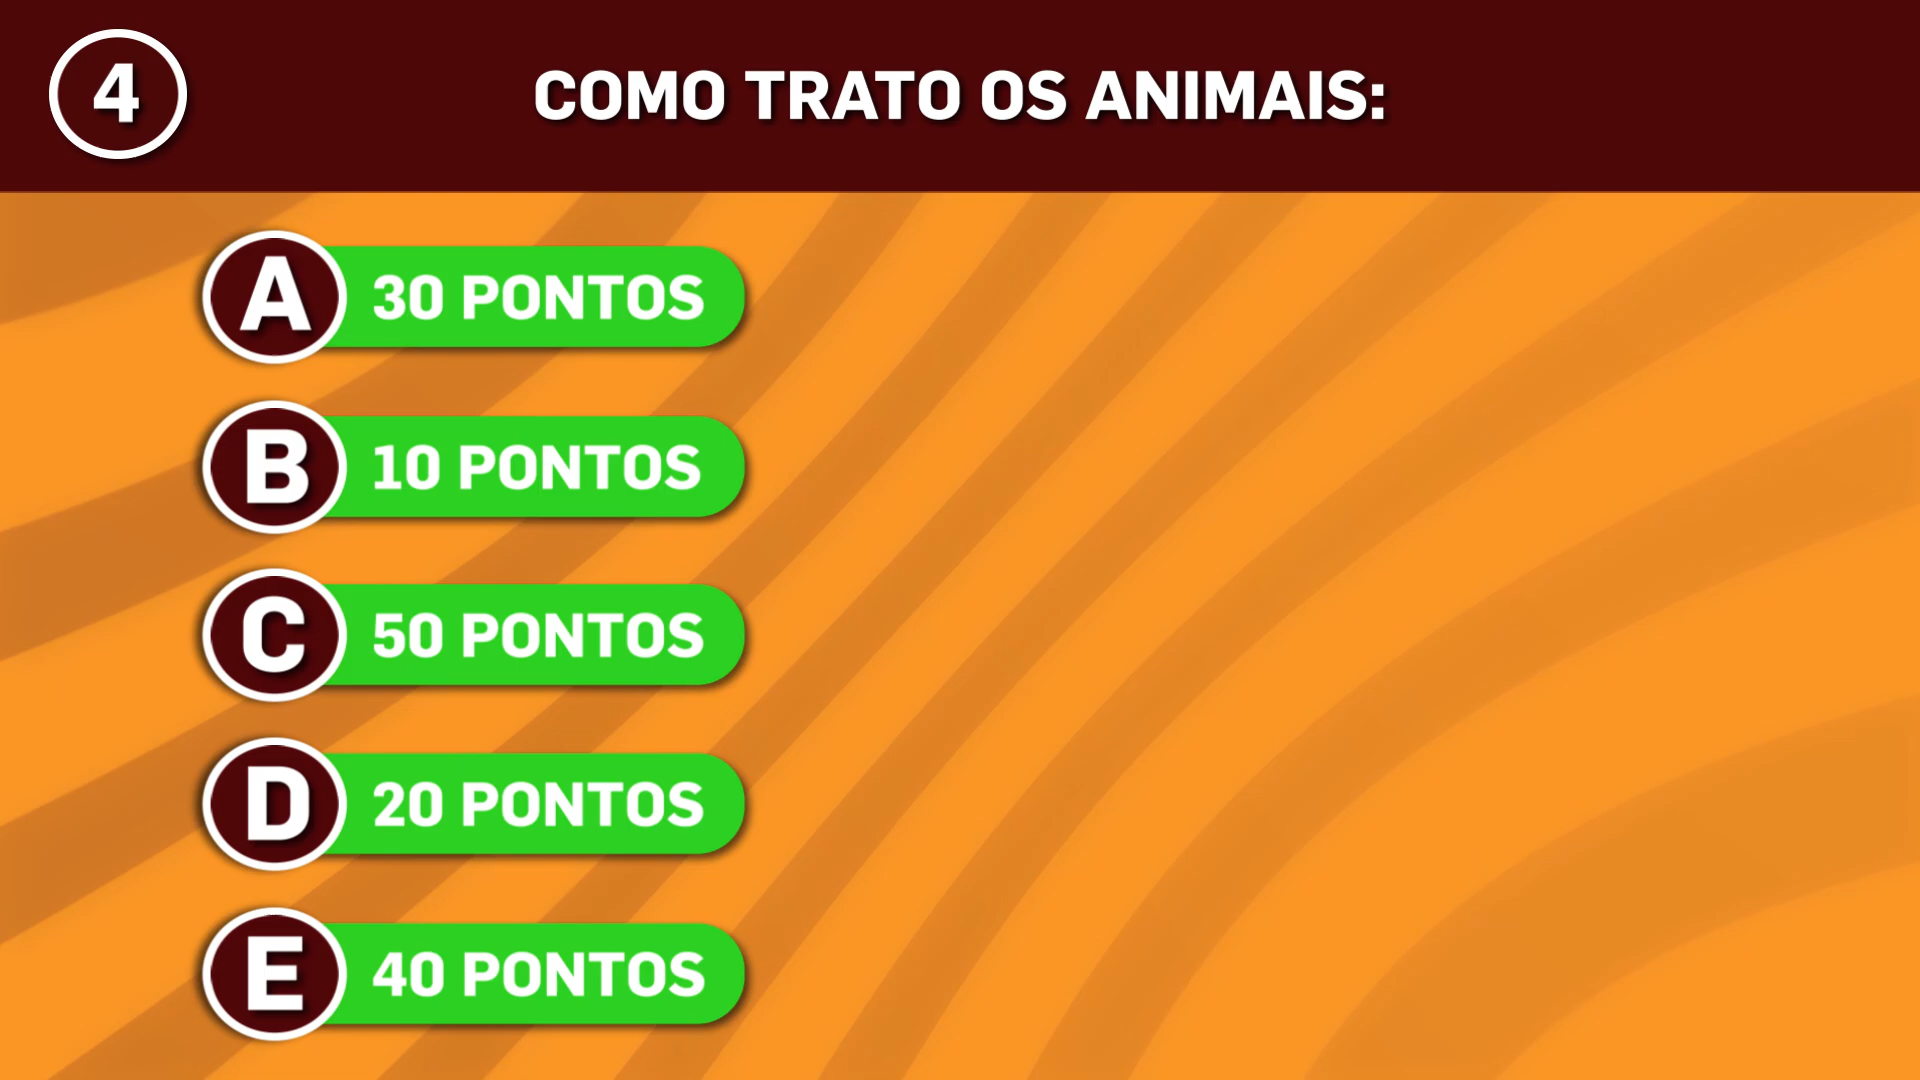 4
COMO TRATO OS ANIMAIS:
A 30 PONTOS
B 10 PONTOS
C 50 PONTOS
D 20 PONTOS
E 40 PONTOS